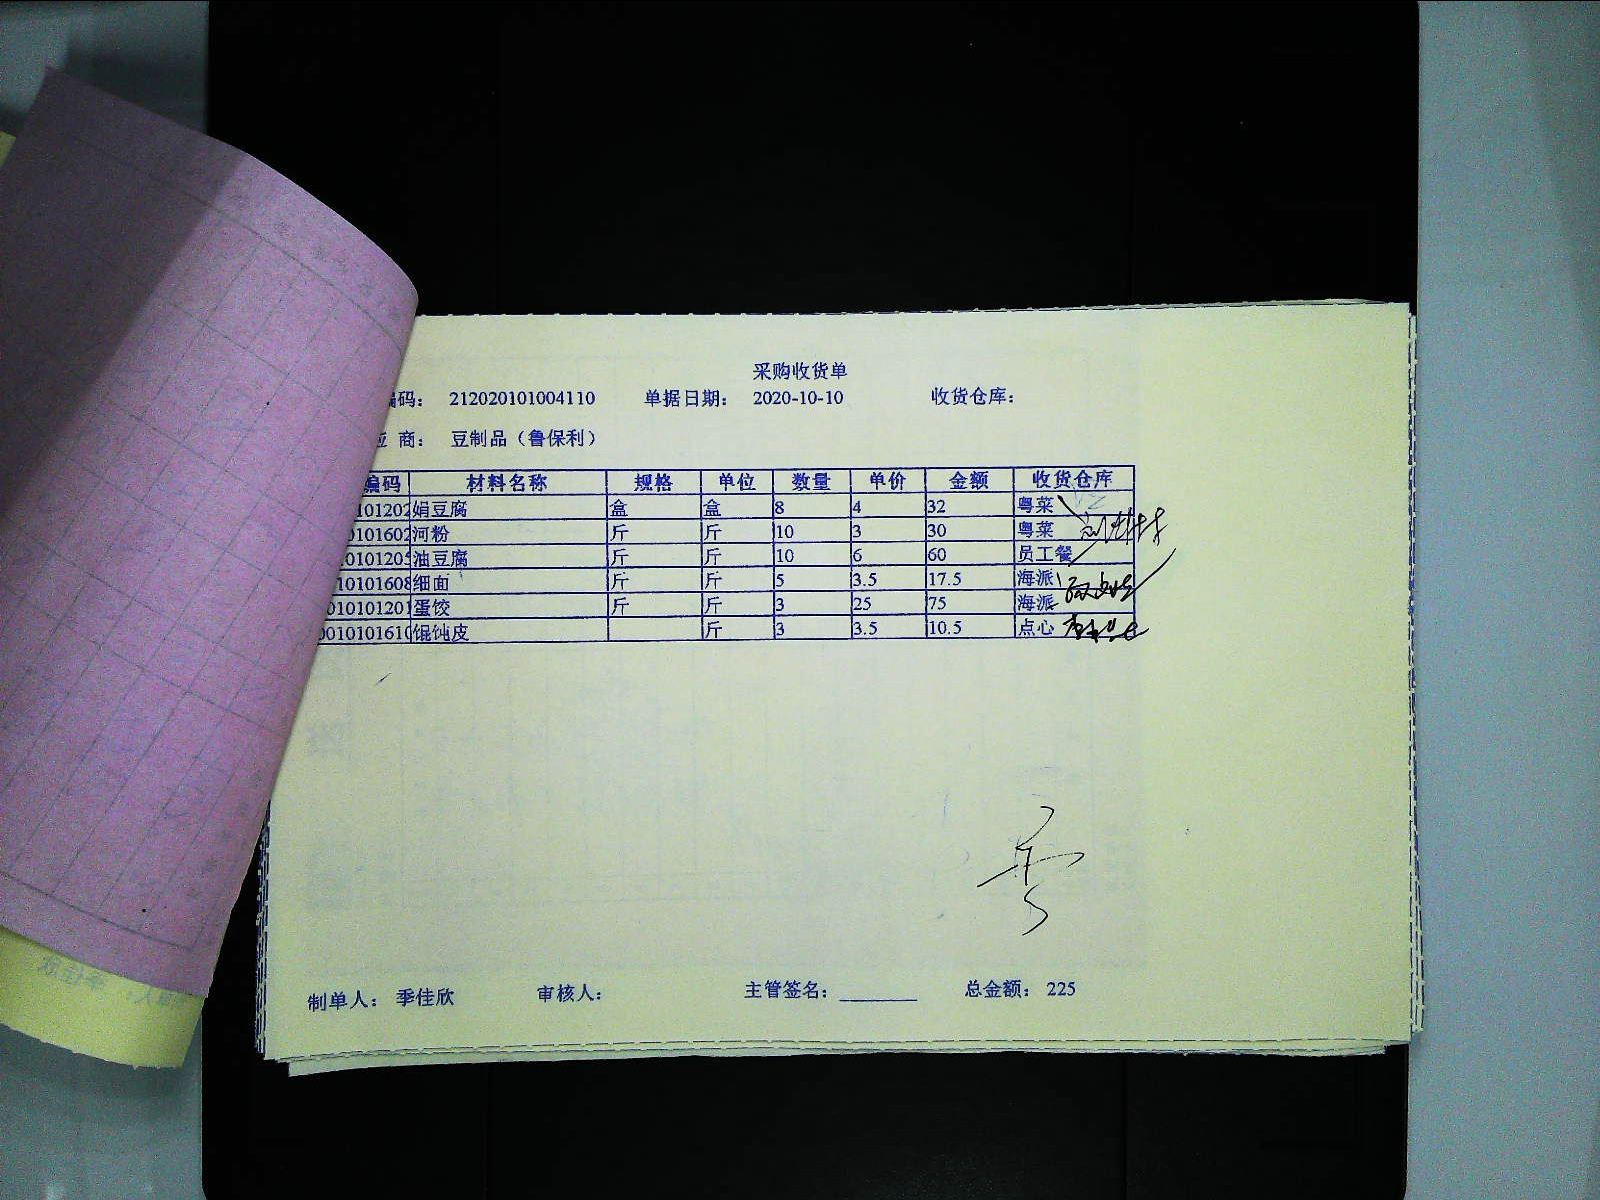 采购收货单
编码： 212020101004110 单据日期： 2020-10-10 收货仓库：
应 商： 豆制品（鲁保利）
编码 材料名称 规格 单位 数量 单价 金额 收货仓库
101202 娟豆腐 盒 盒 8 4 32 粤菜
0101602 河粉 斤 斤 10 3 30 粤菜
0101205 油豆腐 斤 斤 10 6 60 员工餐
10101608 细面 斤 斤 5 3.5 17.5 海派
010101201 蛋饺 斤 斤 3 25 75 海派
0010101610 馄饨皮 斤 3 3.5 10.5 点心
制单人： 季佳欣 审核人： 主管签名： 总金额： 225